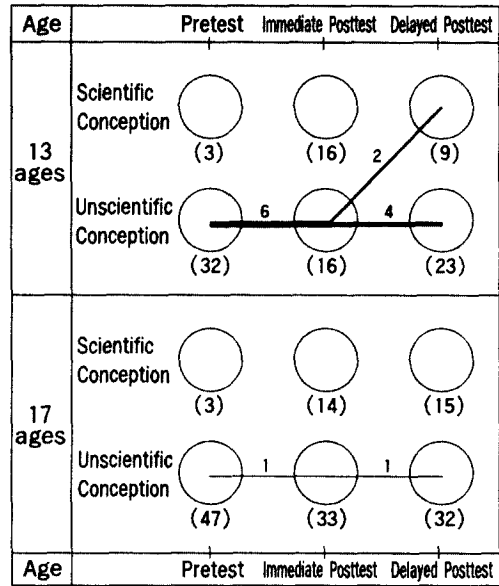 Age Pretest Immediate Posttest Delayed Posttest
13 ages
Scientific Conception
(3) (16) (9)
2
Unscientific Conception
6 4
(32) (16) (23)
17 ages
Scientific Conception
(3) (14) (15)
Unscientific Conception
1 1
(47) (33) (32)
Age Pretest Immediate Posttest Delayed Posttest